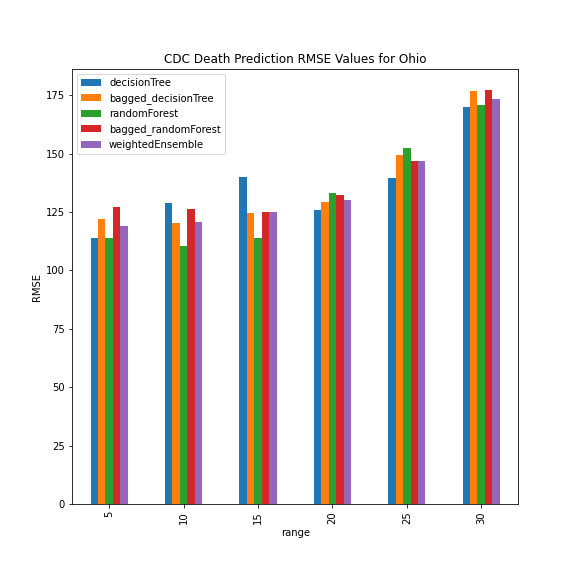 CDC Death Prediction RMSE Values for Ohio
decisionTree
bagged_decisionTree
randomForest
bagged_randomForest
weightedEnsemble
RMSE
175
150
125
100
75
50
25
0
5 10 15 20 25 30
range